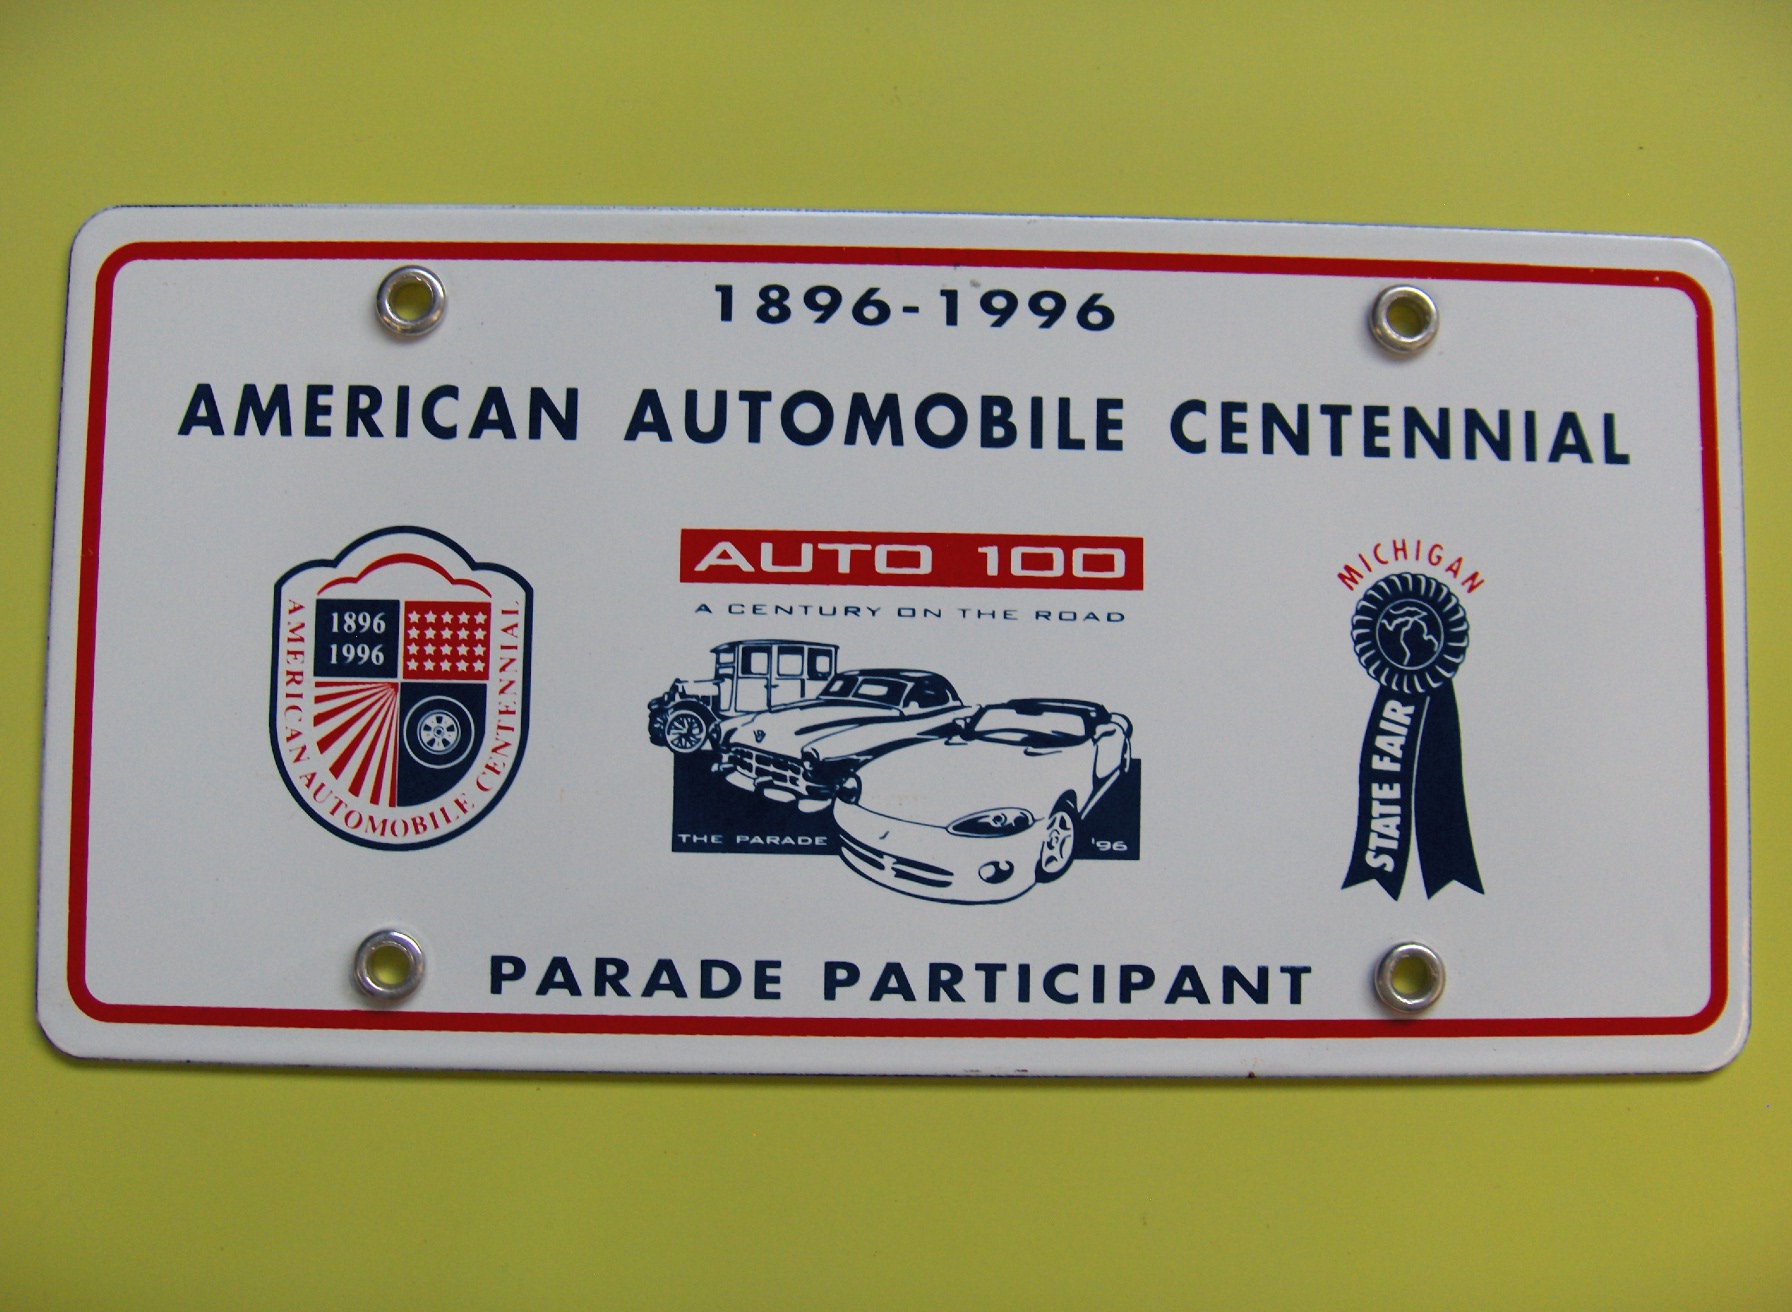 1896-1996
AMERICAN AUTOMOBILE CENTENNIAL
1896
1996
AMERICAN AUTOMOBILE CENTENNIAL
AUTO 100
A CENTURY ON THE ROAD
THE PARADE '96
MICHIGAN
STATE FAIR
PARADE PARTICIPANT